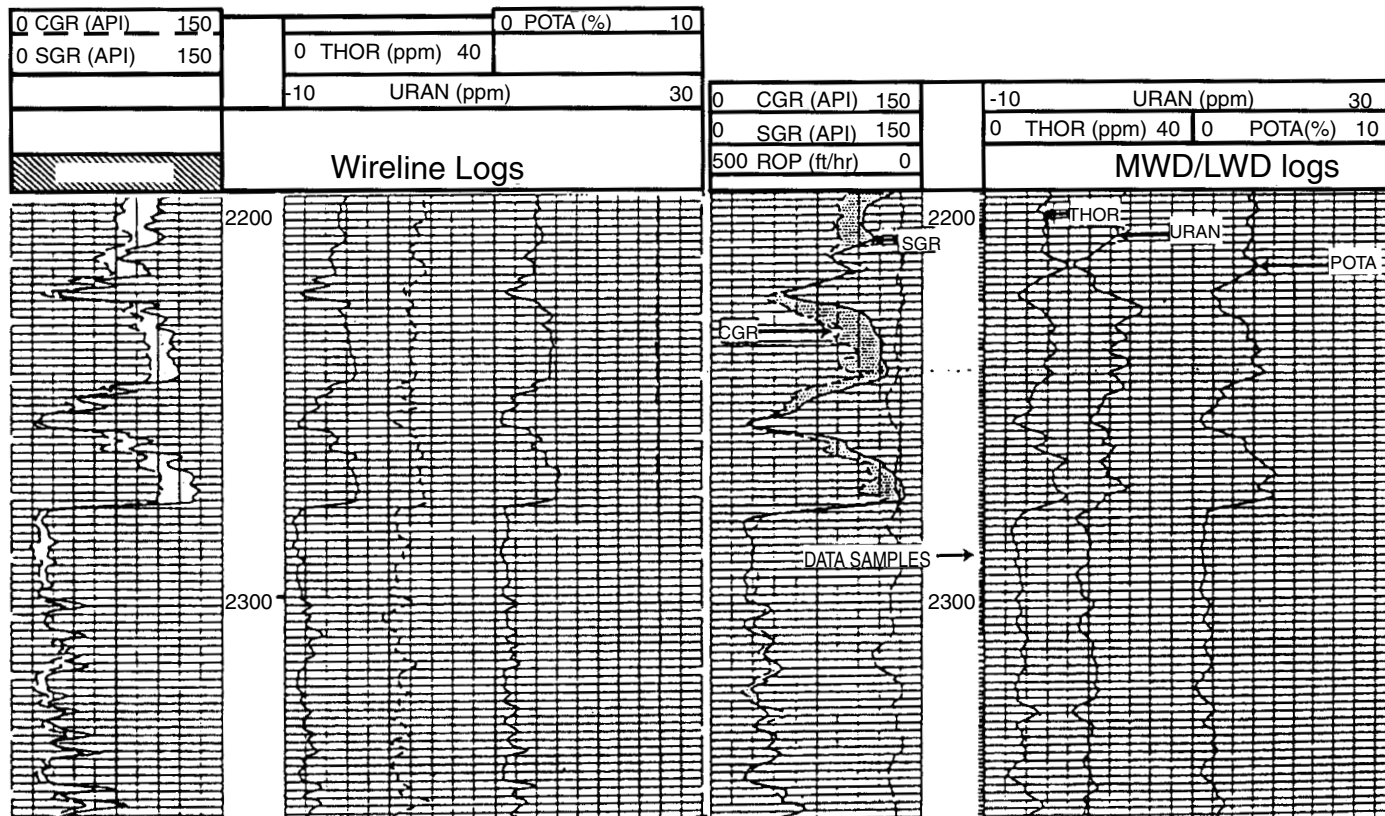 0 CGR (API) 150
0 SGR (API) 150
0 POTA (%) 10
0 THOR (ppm) 40
-10 URAN (ppm) 30
Wireline Logs
2200
2300
0 CGR (API) 150
0 SGR (API) 150
500 ROP (ft/hr) 0
-10 URAN (ppm) 30
0 THOR (ppm) 40 0 POTA(%) 10
MWD/LWD logs
2200
THOR
URAN
SGR
POTA
CGR
DATA SAMPLES
2300